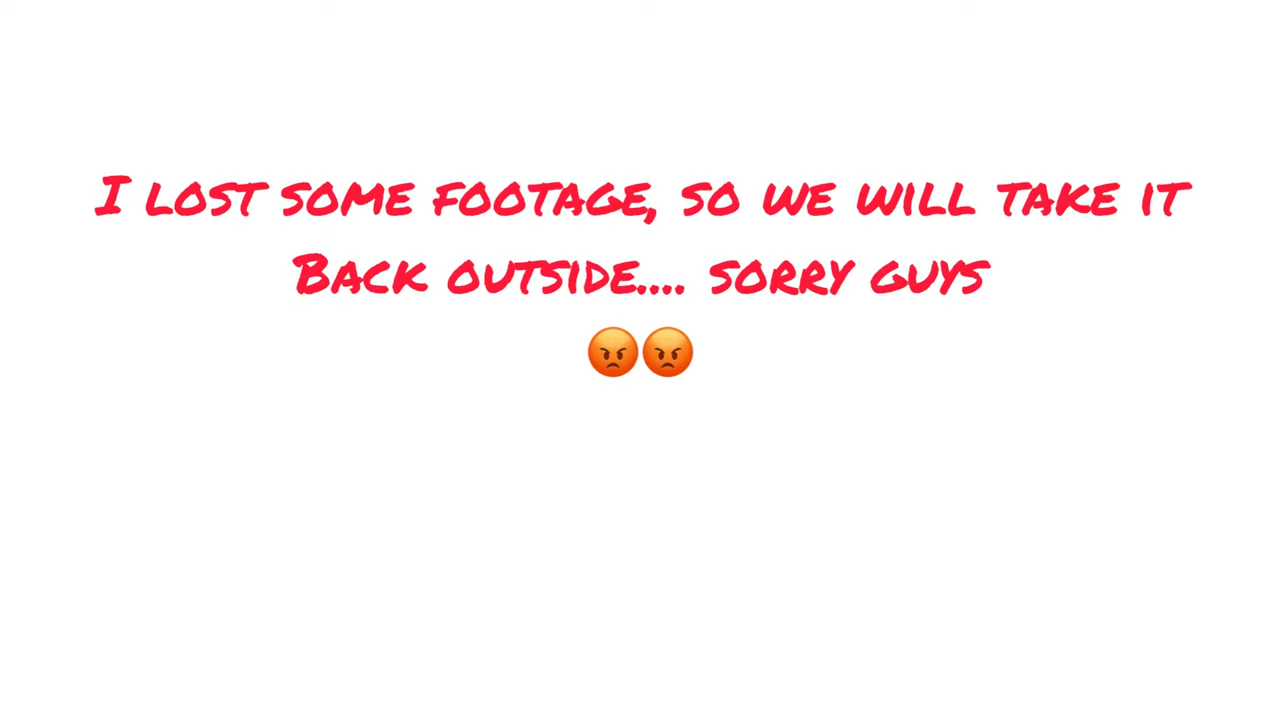 I LOST SOME FOOTAGE, SO WE WILL TAKE IT
BACK OUTSIDE.... SORRY GUYS
😡😡